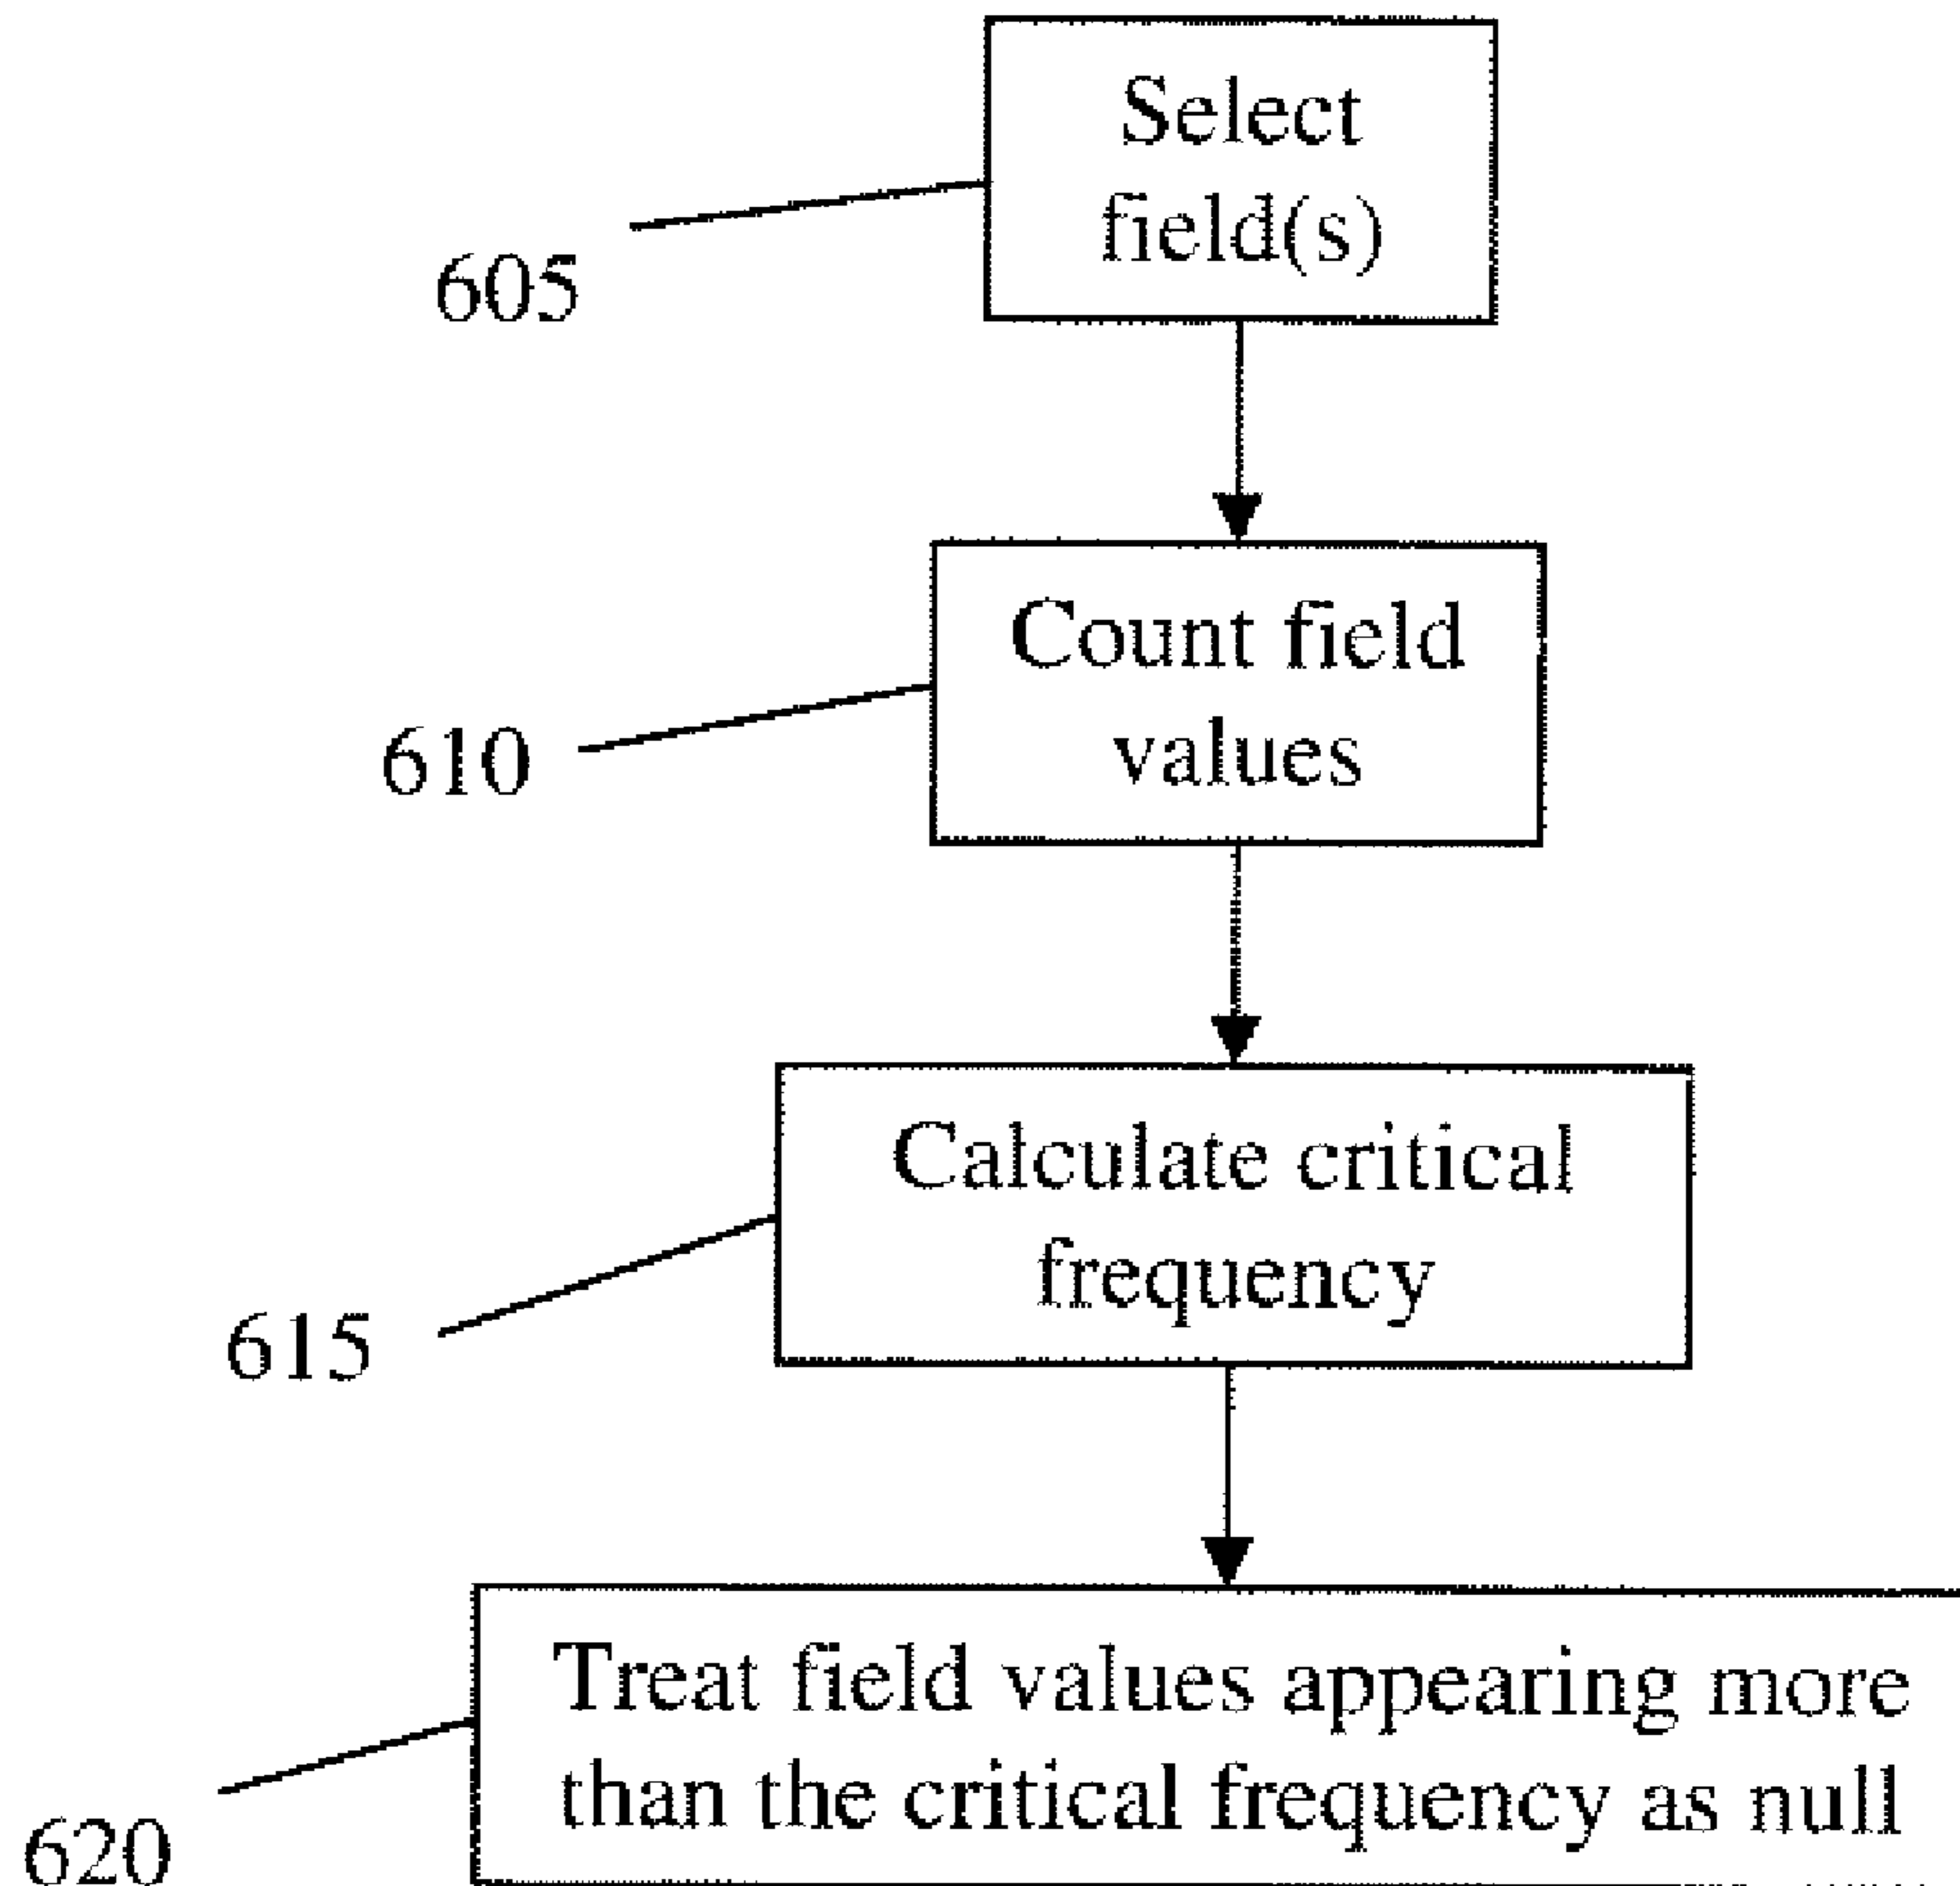 Select
field(s)
605
Count field
values
610
Calculate critical
frequency
615
Treat field values appearing more
than the critical frequency as null
620